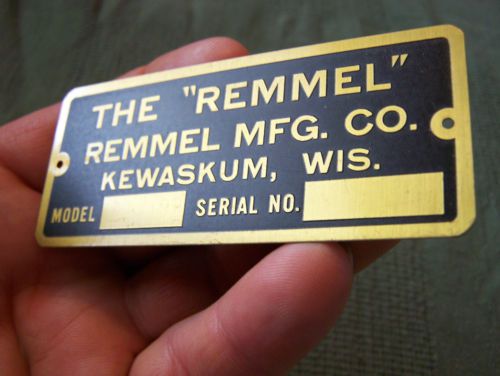 THE "REMMEL"
REMMEL MFG. CO.
KEWASKUM, WIS.
MODEL SERIAL NO.